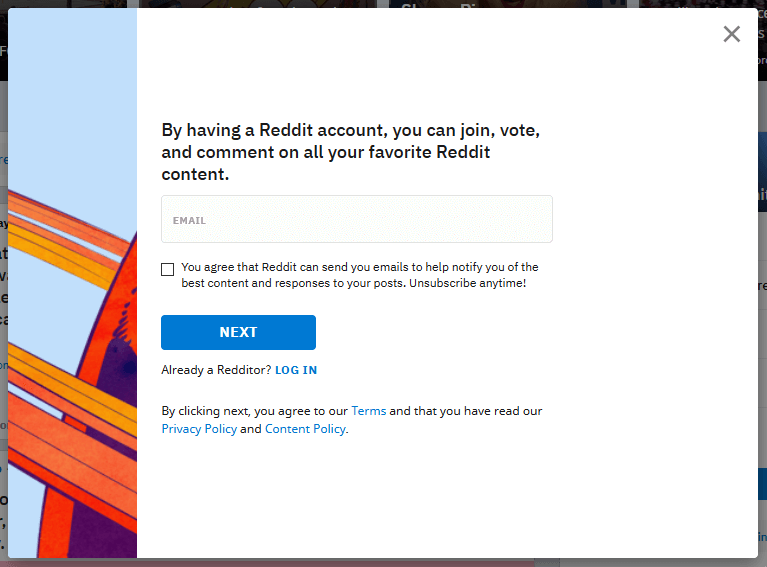 By having a Reddit account, you can join, vote,
and comment on all your favorite Reddit
content.
EMAIL
You agree that Reddit can send you emails to help notify you of the
best content and responses to your posts. Unsubscribe anytime!
NEXT
Already a Redditor? LOG IN
By clicking next, you agree to our Terms and that you have read our
Privacy Policy and Content Policy.